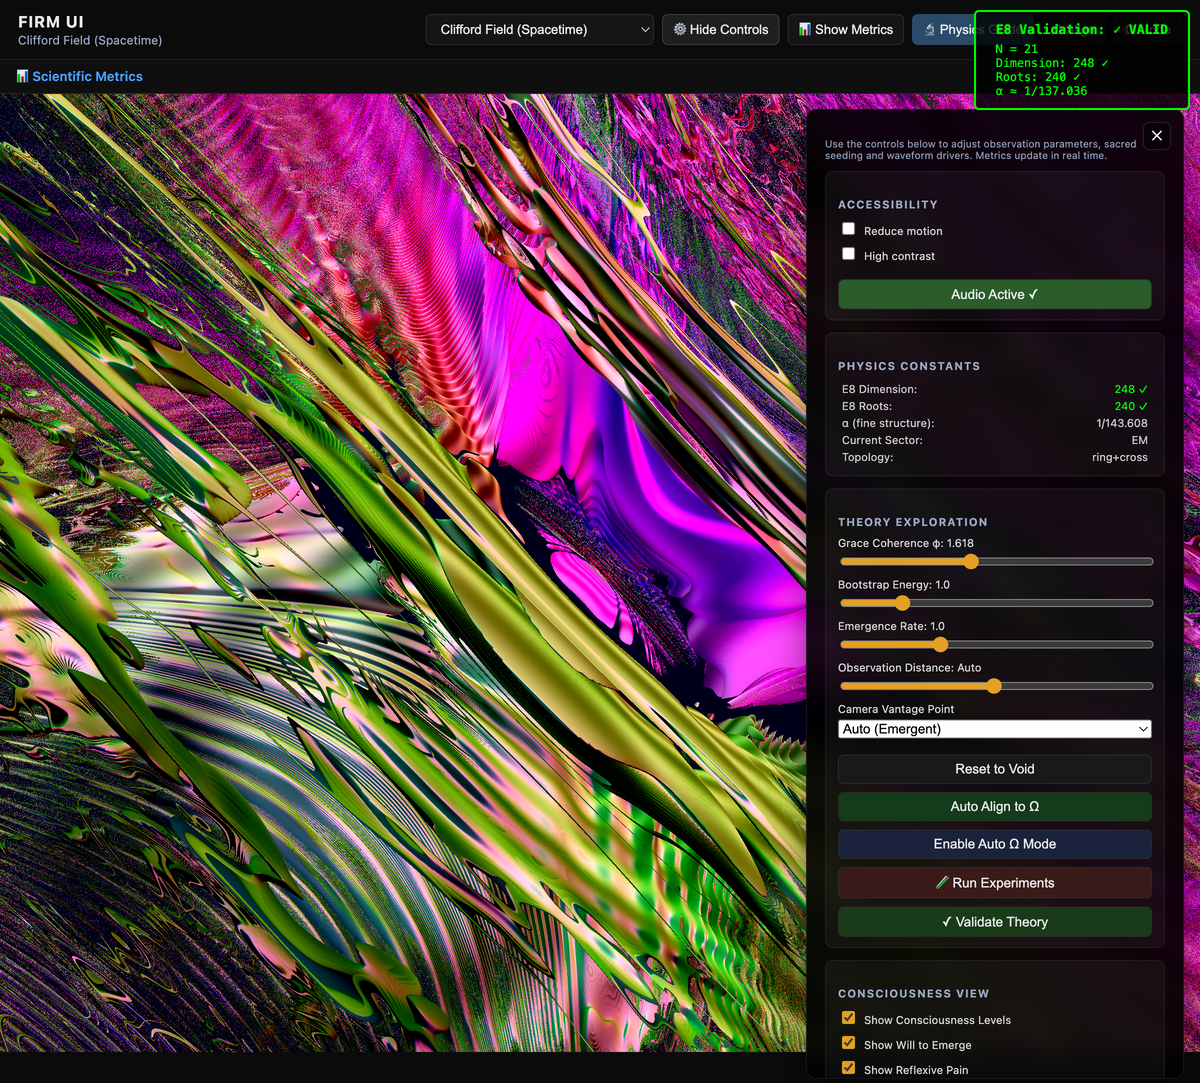 FIRM UI
Clifford Field (Spacetime)
Clifford Field (Spacetime)
⚙️ Hide Controls
📊 Show Metrics
🔬 Physics
E8 Validation: ✓ VALID
N = 21
Dimension: 248 ✓
Roots: 240 ✓
α ≈ 1/137.036
📊 Scientific Metrics
Use the controls below to adjust observation parameters, sacred
seeding and waveform drivers. Metrics update in real time.
✕
ACCESSIBILITY
Reduce motion
High contrast
Audio Active ✓
PHYSICS CONSTANTS
E8 Dimension: 248 ✓
E8 Roots: 240 ✓
α (fine structure): 1/143.608
Current Sector: EM
Topology: ring+cross
THEORY EXPLORATION
Grace Coherence φ: 1.618
Bootstrap Energy: 1.0
Emergence Rate: 1.0
Observation Distance: Auto
Camera Vantage Point
Auto (Emergent)
Reset to Void
Auto Align to Ω
Enable Auto Ω Mode
🧪 Run Experiments
✓ Validate Theory
CONSCIOUSNESS VIEW
Show Consciousness Levels
Show Will to Emerge
Show Reflexive Pain